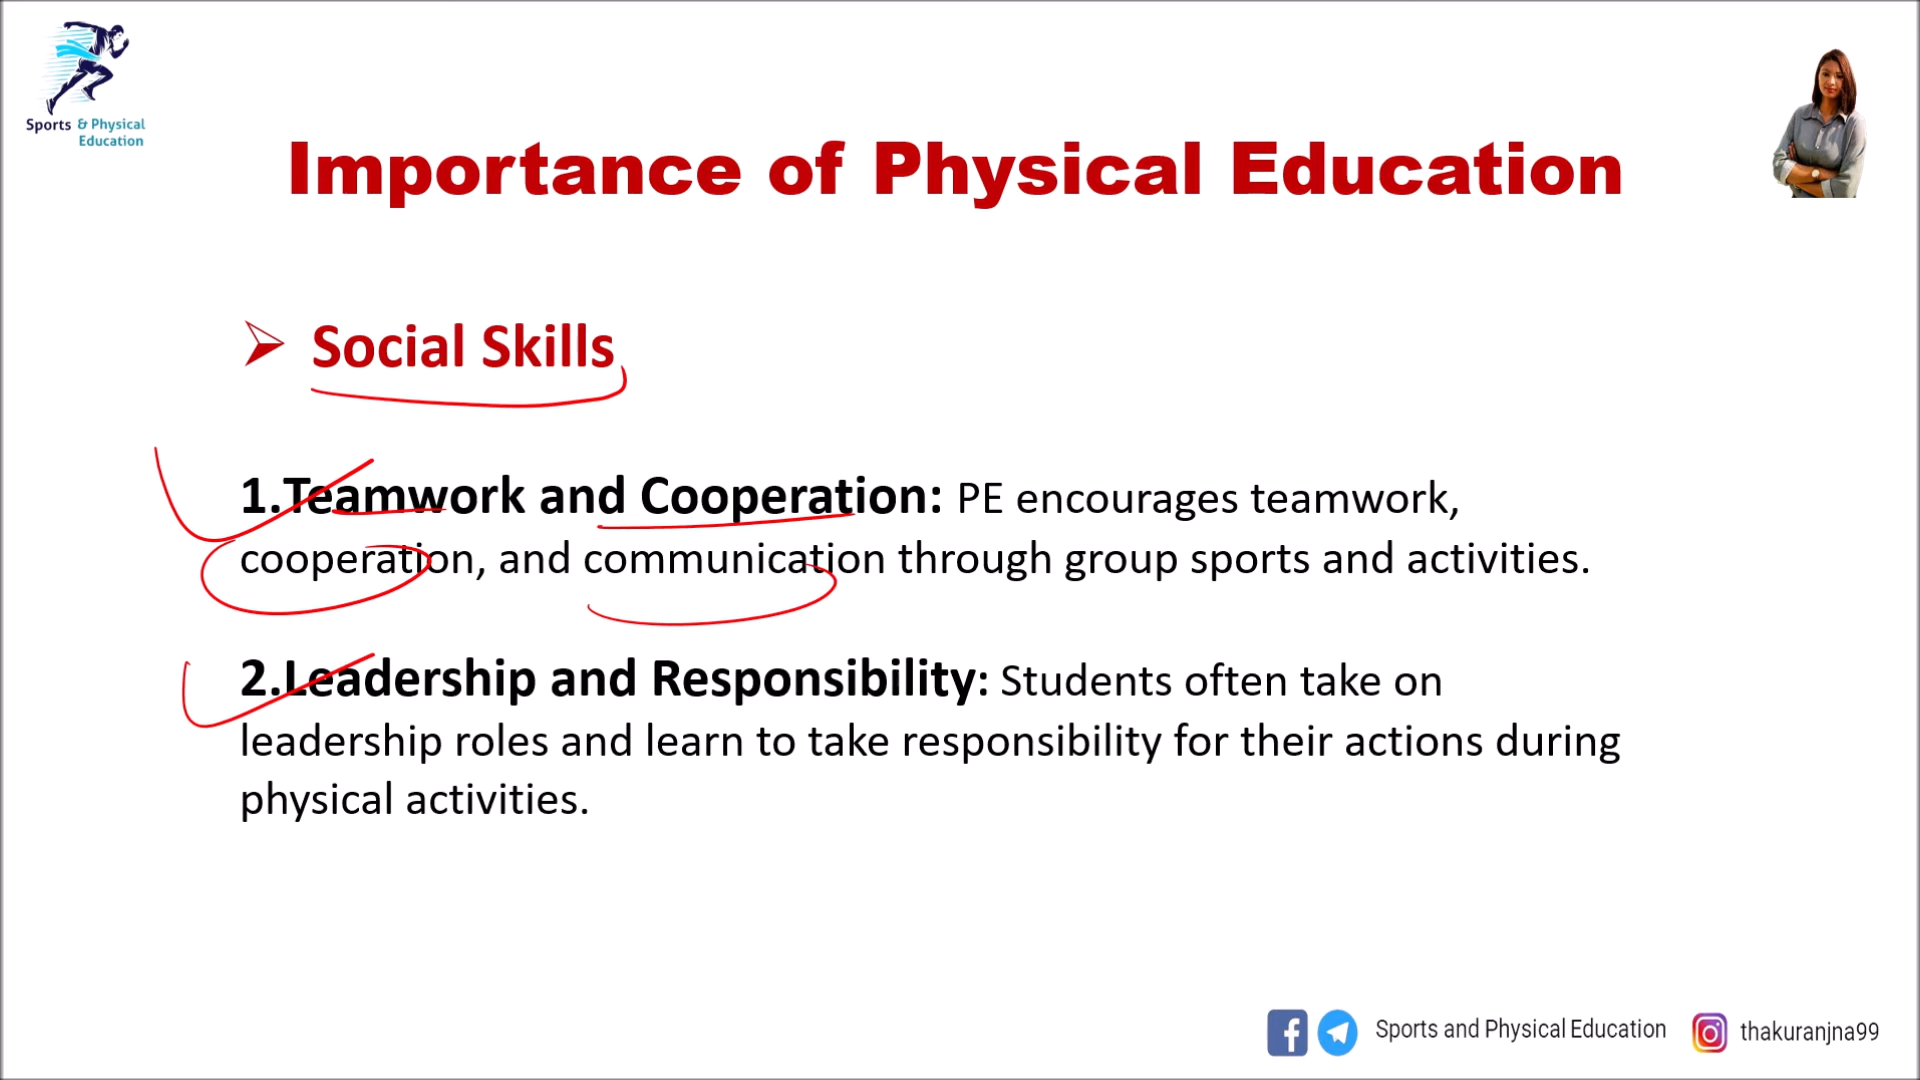 Sports & Physical
Education
Importance of Physical Education
Social Skills
1.Teamwork and Cooperation: PE encourages teamwork,
cooperation, and communication through group sports and activities.
2.Leadership and Responsibility: Students often take on
leadership roles and learn to take responsibility for their actions during
physical activities.
Sports and Physical Education thakuranjna99